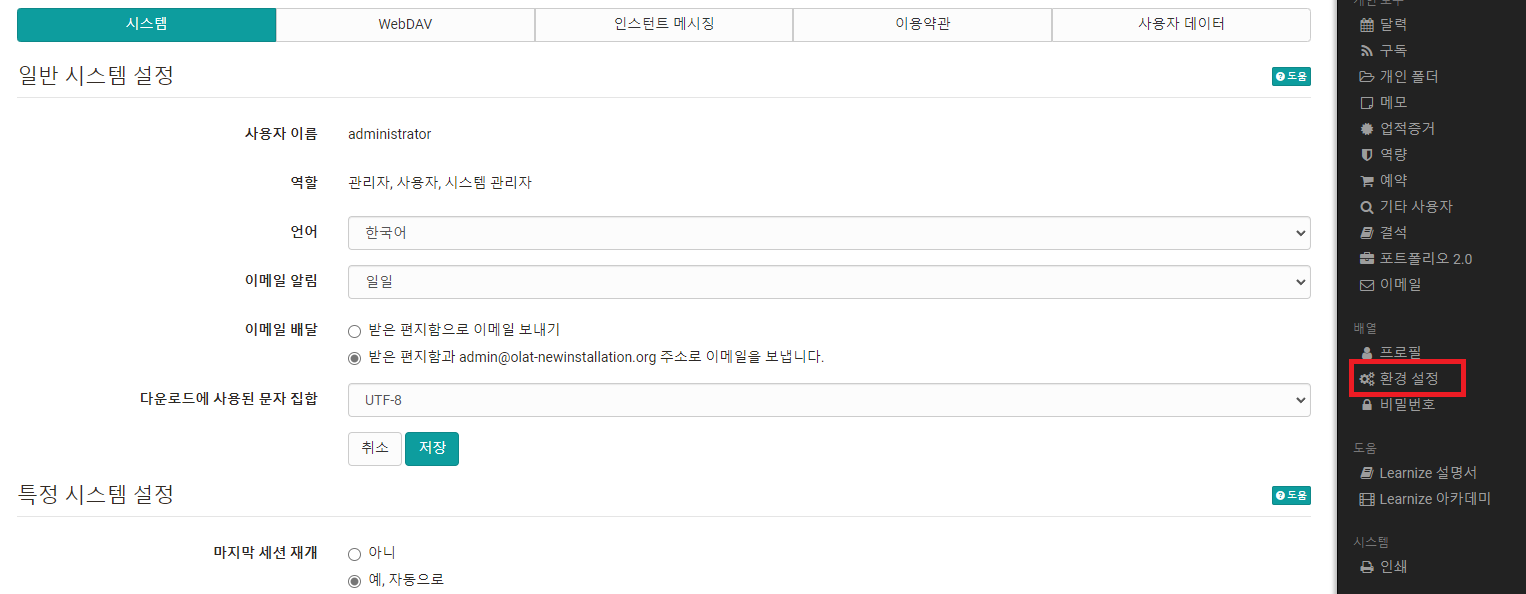 시스템
WebDAV
인스턴트 메시징
이용약관
사용자 데이터
일반 시스템 설정
도움
사용자 이름
administrator
역할
관리자, 사용자, 시스템 관리자
언어
한국어
이메일 알림
일일
이메일 배달
받은 편지함으로 이메일 보내기
받은 편지함과 admin@olat-newinstallation.org 주소로 이메일을 보냅니다.
다운로드에 사용된 문자 집합
UTF-8
취소
저장
특정 시스템 설정
도움
마지막 세션 재개
아니
예, 자동으로
달력
구독
개인 폴더
메모
업적증거
역량
예약
기타 사용자
결석
포트폴리오 2.0
이메일
배열
프로필
환경 설정
비밀번호
도움
Learnize 설명서
Learnize 아카데미
시스템
인쇄